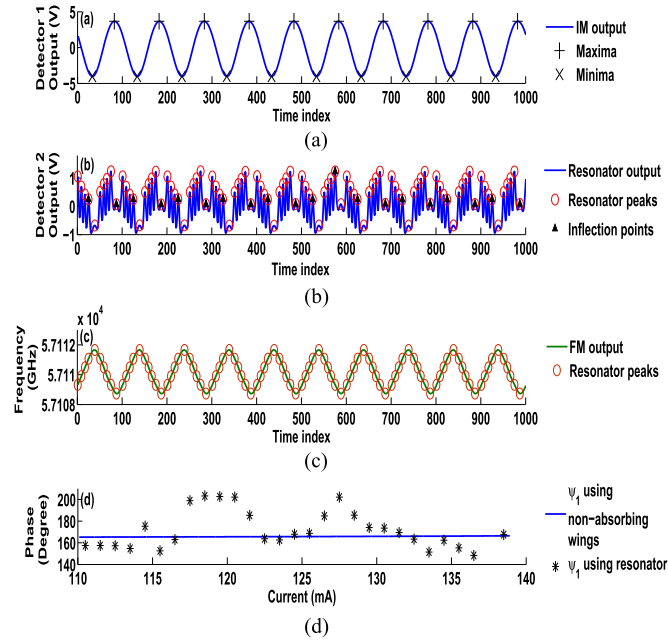 (a)
Detector 1
Output (V)
5
0
−5
0 100 200 300 400 500 600 700 800 900 1000
Time index
IM output
Maxima
Minima
(a)
(b)
Detector 2
Output (V)
1
0
−1
0 100 200 300 400 500 600 700 800 900 1000
Time index
Resonator output
Resonator peaks
Inflection points
(b)
x 10⁴
(c)
Frequency
(GHz)
5.7112
5.711
5.7108
0 100 200 300 400 500 600 700 800 900 1000
Time index
FM output
Resonator peaks
(c)
(d)
Phase
(Degree)
200
180
160
140
110 115 120 125 130 135 140
Current (mA)
ψ₁ using
non-absorbing
wings
ψ₁ using resonator
(d)